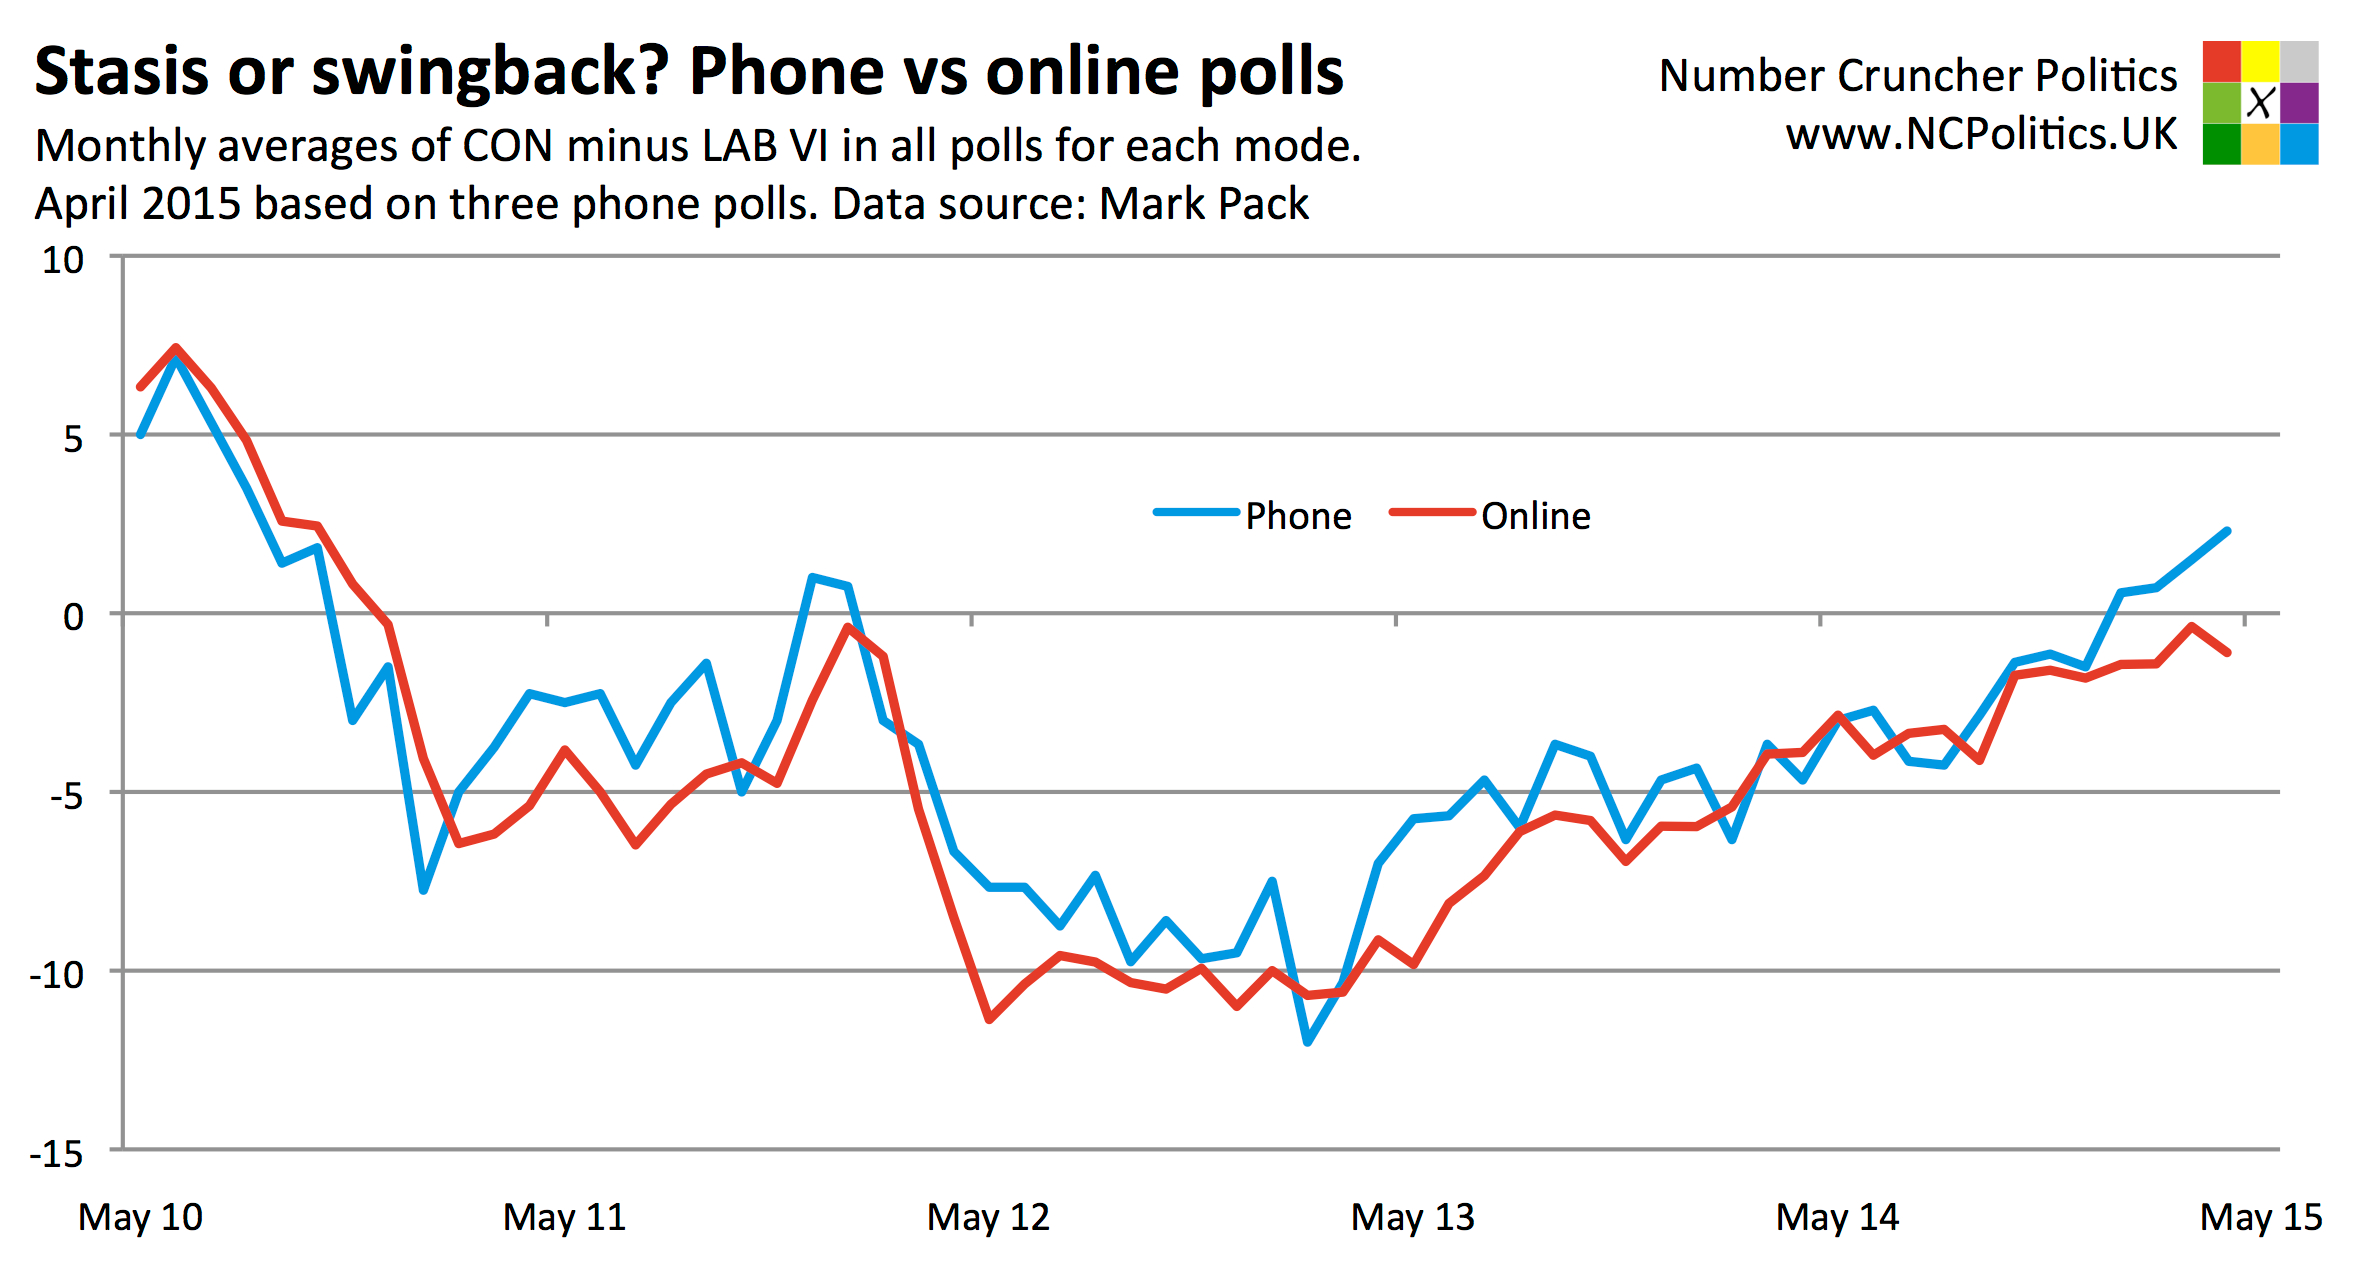 Stasis or swingback? Phone vs online polls
Monthly averages of CON minus LAB VI in all polls for each mode.
April 2015 based on three phone polls. Data source: Mark Pack
Number Cruncher Politics
www.NCPolitics.UK
X
10
5
0
-5
-10
-15
Phone
Online
May 10
May 11
May 12
May 13
May 14
May 15